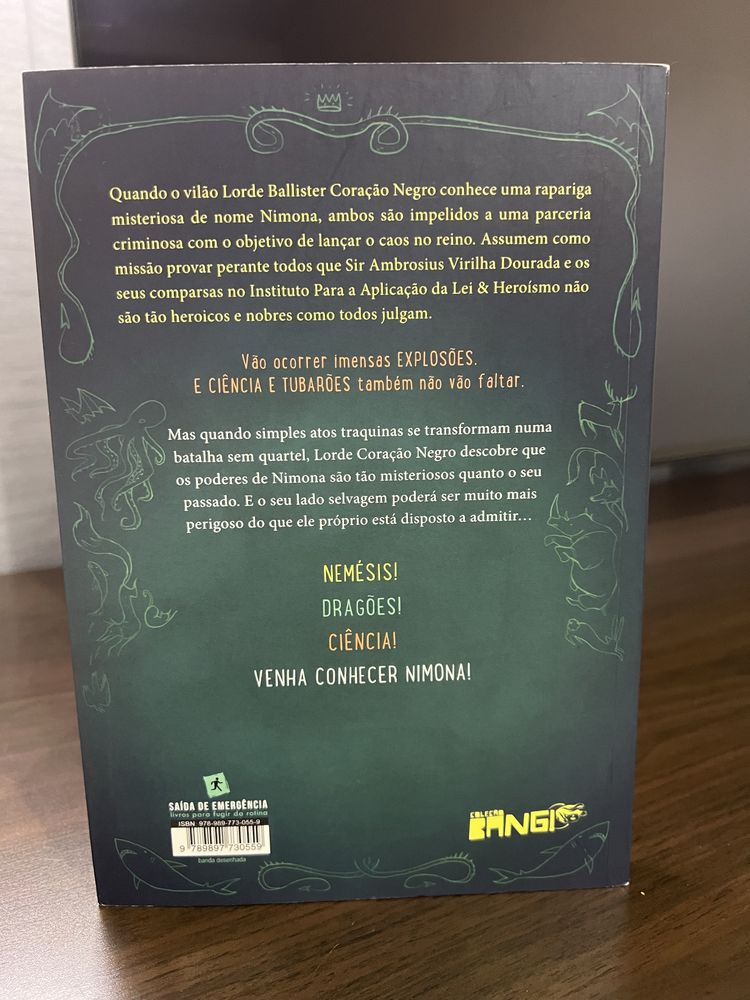 Quando o vilão Lorde Ballister Coração Negro conhece uma rapariga
misteriosa de nome Nimona, ambos são impelidos a uma parceria
criminosa com o objetivo de lançar o caos no reino. Assumem como
missão provar perante todos que Sir Ambrosius Virilha Dourada e os
seus comparsas no Instituto Para a Aplicação da Lei & Heroísmo não
são tão heroicos e nobres como todos julgam.
Vão ocorrer imensas EXPLOSÕES.
E CIÊNCIA E TUBARÕES também não vão faltar.
Mas quando simples atos traquinas se transformam numa
batalha sem quartel, Lorde Coração Negro descobre que
os poderes de Nimona são tão misteriosos quanto o seu
passado. E o seu lado selvagem poderá ser muito mais
perigoso do que ele próprio está disposto a admitir...
NEMÉSIS!
DRAGÕES!
CIÊNCIA!
VENHA CONHECER NIMONA!
SAÍDA DE EMERGÊNCIA
livros para fugir da rotina
ISBN 978-989-773-055-9
9 789897 730559
banda desenhada
COLEÇÃO
BANG!